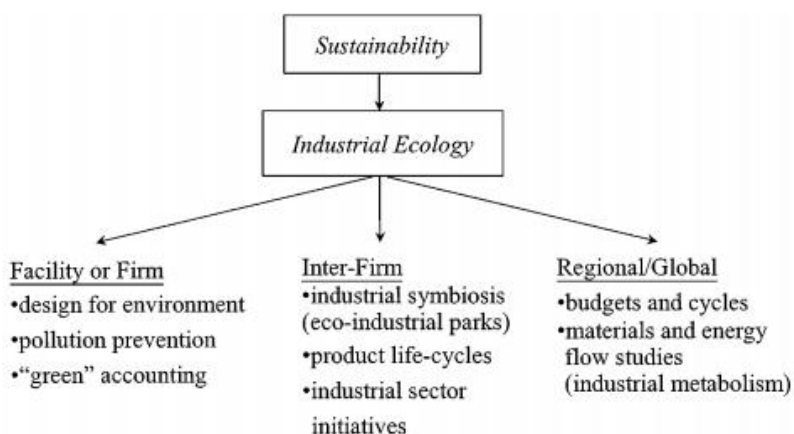 Sustainability
Industrial Ecology
Facility or Firm
•design for environment
•pollution prevention
•“green” accounting
Inter-Firm
•industrial symbiosis
(eco-industrial parks)
•product life-cycles
•industrial sector
initiatives
Regional/Global
•budgets and cycles
•materials and energy
flow studies
(industrial metabolism)